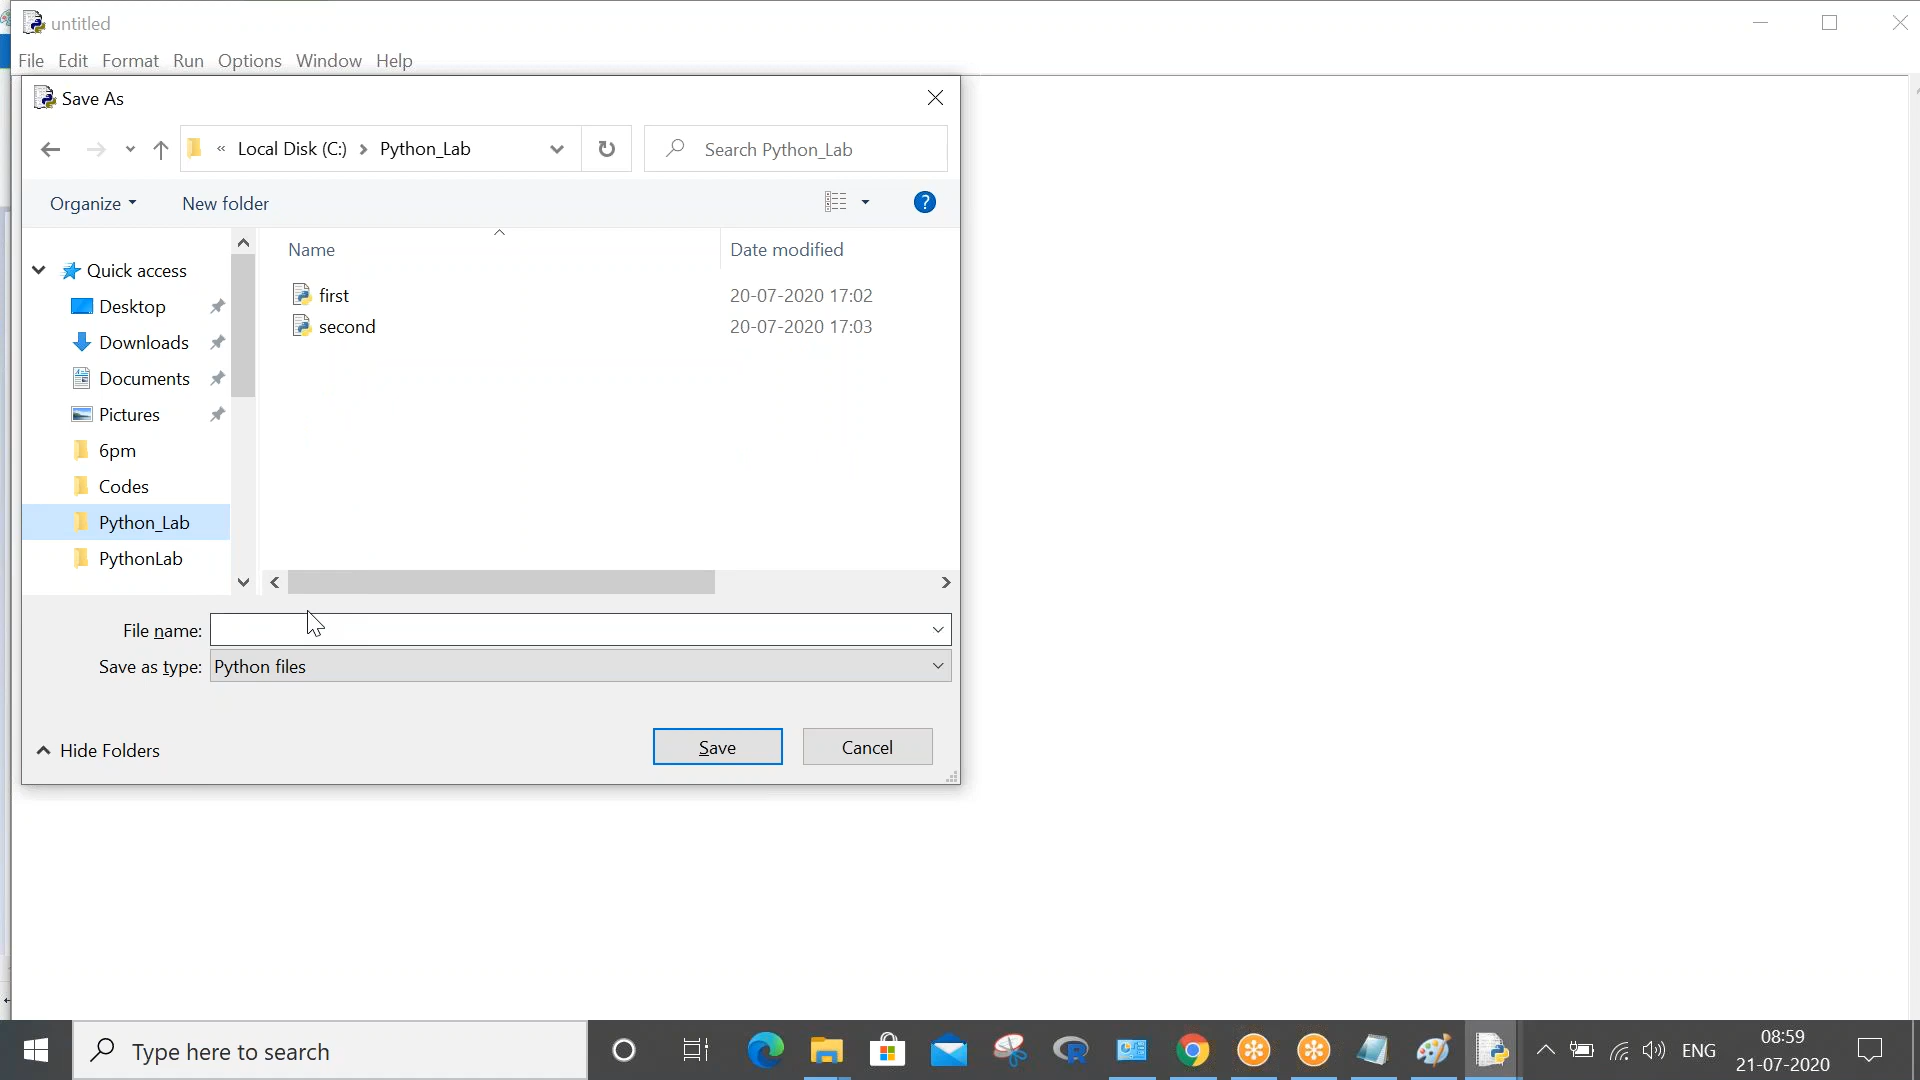 untitled
File Edit Format Run Options Window Help
Save As
« Local Disk (C:) > Python_Lab
Search Python_Lab
Organize New folder
?
Name Date modified
Quick access
Desktop
Downloads
Documents
Pictures
6pm
Codes
Python_Lab
PythonLab
first 20-07-2020 17:02
second 20-07-2020 17:03
File name:
Save as type: Python files
Hide Folders
Save Cancel
Type here to search
R
ENG
08:59
21-07-2020